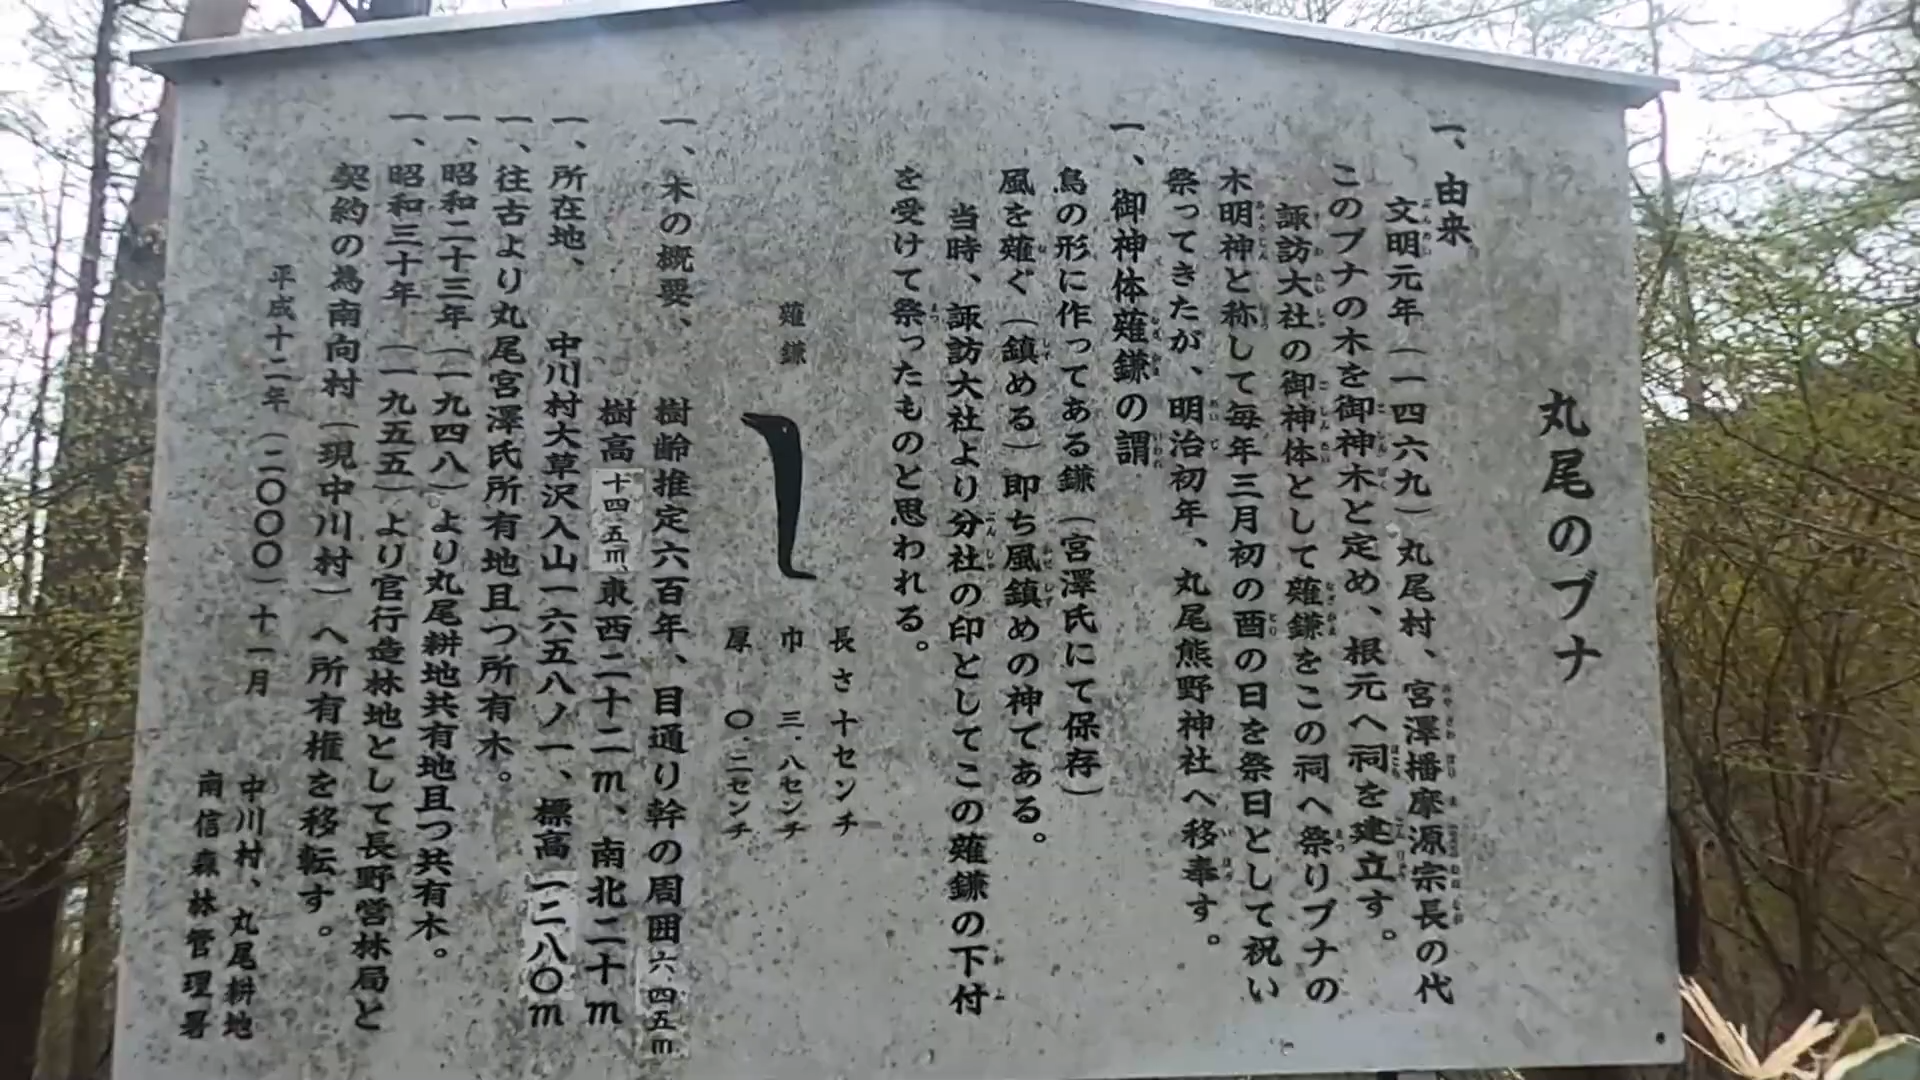 丸尾のブナ
一、由来
文明元年(一四六九)丸尾村、宮澤播摩源宗長の代
このブナの木を御神木と定め、根元へ祠を建立す。
諏訪大社の御神体として薙鎌をこの祠へ祭りブナの
木明神と称して毎年三月初の酉の日を祭日として祝い
祭ってきたが、明治初年、丸尾熊野神社へ移奉す。
一、御神体薙鎌の謂
鳥の形に作ってある鎌(宮澤氏にて保存)
風を薙ぐ(鎮める)即ち風鎮めの神てある。
当時、諏訪大社より分社の印としてこの薙鎌の下付
を受けて祭ったものと思われる。
薙鎌
長さ十センチ
巾 三.八センチ
厚 〇.二センチ
一、木の概要、 樹齢推定六百年、目通り幹の周囲六.四五m
樹高十四.五m、東西二十二m、南北二十m
一、所在地、 中川村大草沢入山一六五八ノ一、標高一二八〇m
一、往古より丸尾宮澤氏所有地且つ所有木。
一、昭和二十三年(一九四八)より丸尾耕地共有地且つ共有木。
一、昭和三十年(一九五五)より官行造林地として長野営林局と
契約の為南向村(現中川村)へ所有権を移転す。
平成十二年(二〇〇〇)十一月
中川村、丸尾耕地
南信森林管理署